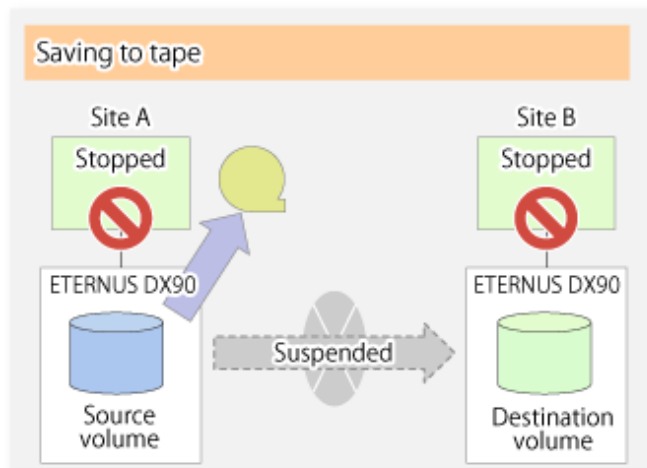 Saving to tape
Site A
Site B
Stopped
Stopped
ETERNUS DX90
ETERNUS DX90
Suspended
Source
volume
Destination
volume